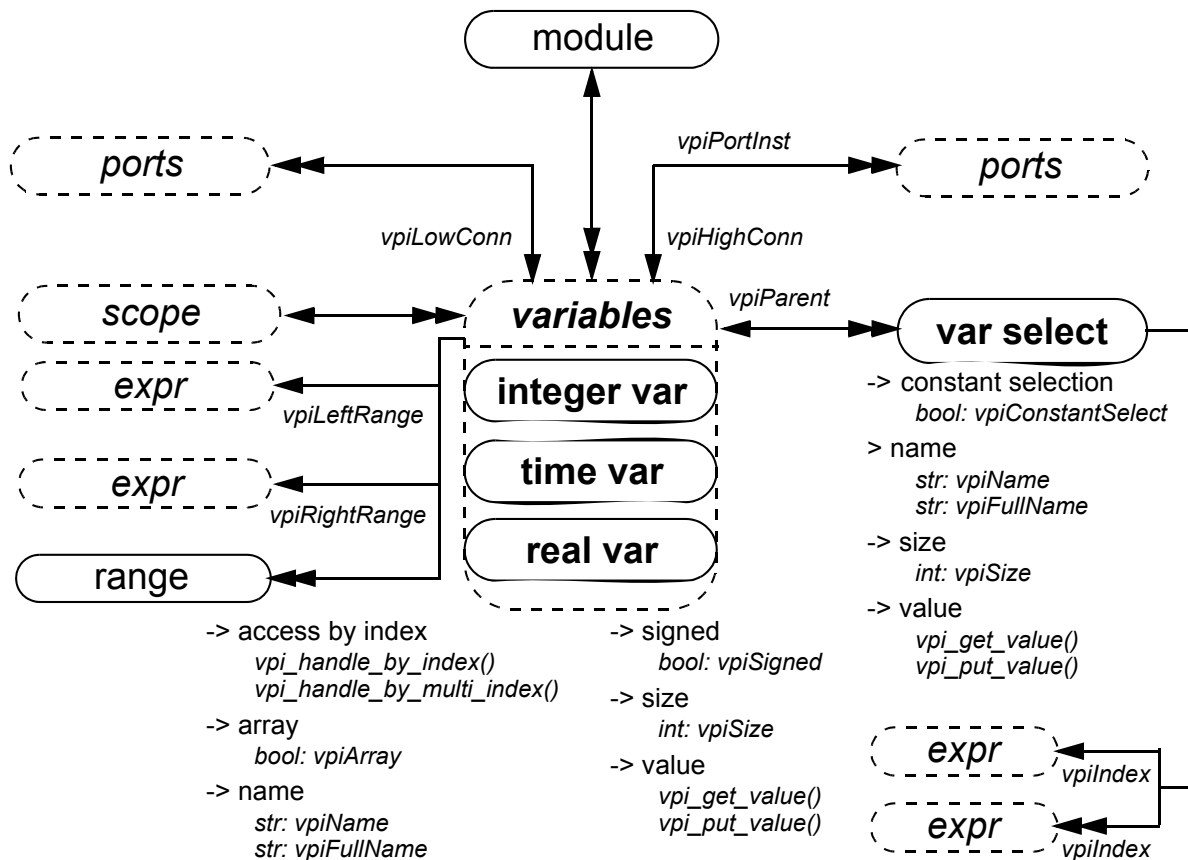 module
ports
vpiPortInst
ports
vpiLowConn
vpiHighConn
scope
variables
vpiParent
var select
expr
vpiLeftRange
integer var
expr
vpiRightRange
time var
range
real var
-> constant selection
bool: vpiConstantSelect
> name
str: vpiName
str: vpiFullName
-> size
int: vpiSize
-> value
vpi_get_value()
vpi_put_value()
-> access by index
vpi_handle_by_index()
vpi_handle_by_multi_index()
-> array
bool: vpiArray
-> name
str: vpiName
str: vpiFullName
-> signed
bool: vpiSigned
-> size
int: vpiSize
-> value
vpi_get_value()
vpi_put_value()
expr
vpiIndex
expr
vpiIndex